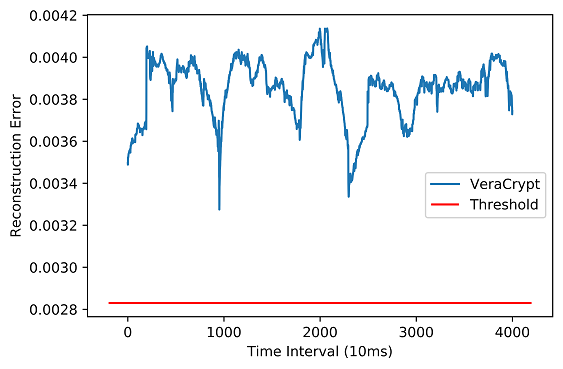 0.0042
0.0040
0.0038
0.0036
0.0034
0.0032
0.0030
0.0028
Reconstruction Error
VeraCrypt
Threshold
0 1000 2000 3000 4000
Time Interval (10ms)